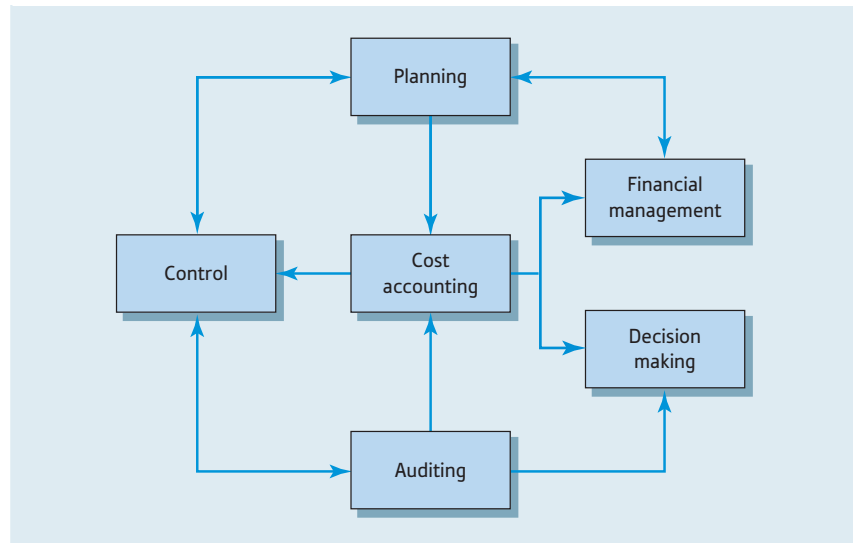 Planning
Financial
management
Control
Cost
accounting
Decision
making
Auditing